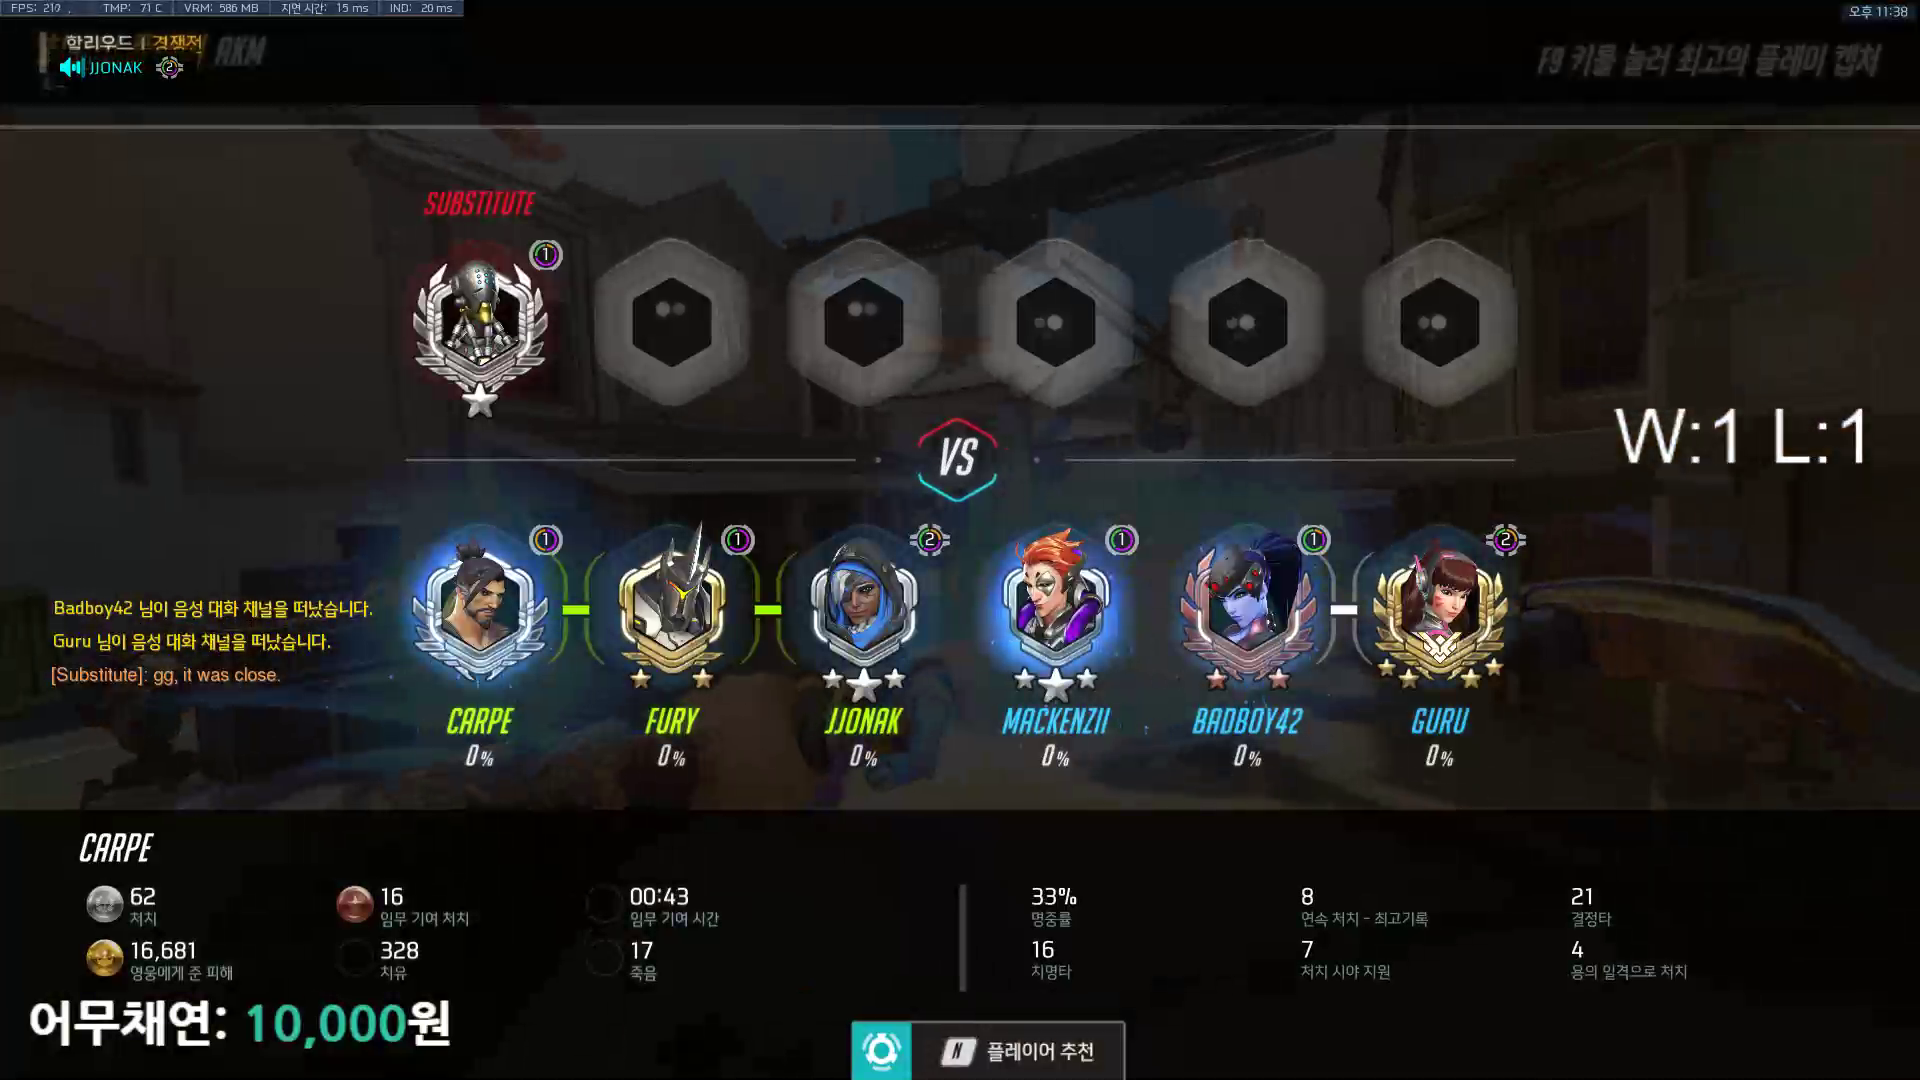 FPS: 210 , TMP: 71 C VRM: 586 MB 지연 시간: 15 ms IND: 20 ms
오후 11:38
할리우드 | 경쟁전
JJONAK 2
F9 키를 눌러 최고의 플레이 캡처
SUBSTITUTE
1
VS
W:1 L:1
1 1 2 1 1 2
Badboy42 님이 음성 대화 채널을 떠났습니다.
Guru 님이 음성 대화 채널을 떠났습니다.
[Substitute]: gg, it was close.
CARPE FURY JJONAK MACKENZII BADBOY42 GURU
0% 0% 0% 0% 0% 0%
CARPE
62 16 00:43 33% 8 21
처치 임무 기여 처치 임무 기여 시간 명중률 연속 처치 - 최고기록 결정타
16,681 328 17 16 7 4
영웅에게 준 피해 치유 죽음 치명타 처치 시야 지원 용의 일격으로 처치
어무채연: 10,000원
N 플레이어 추천